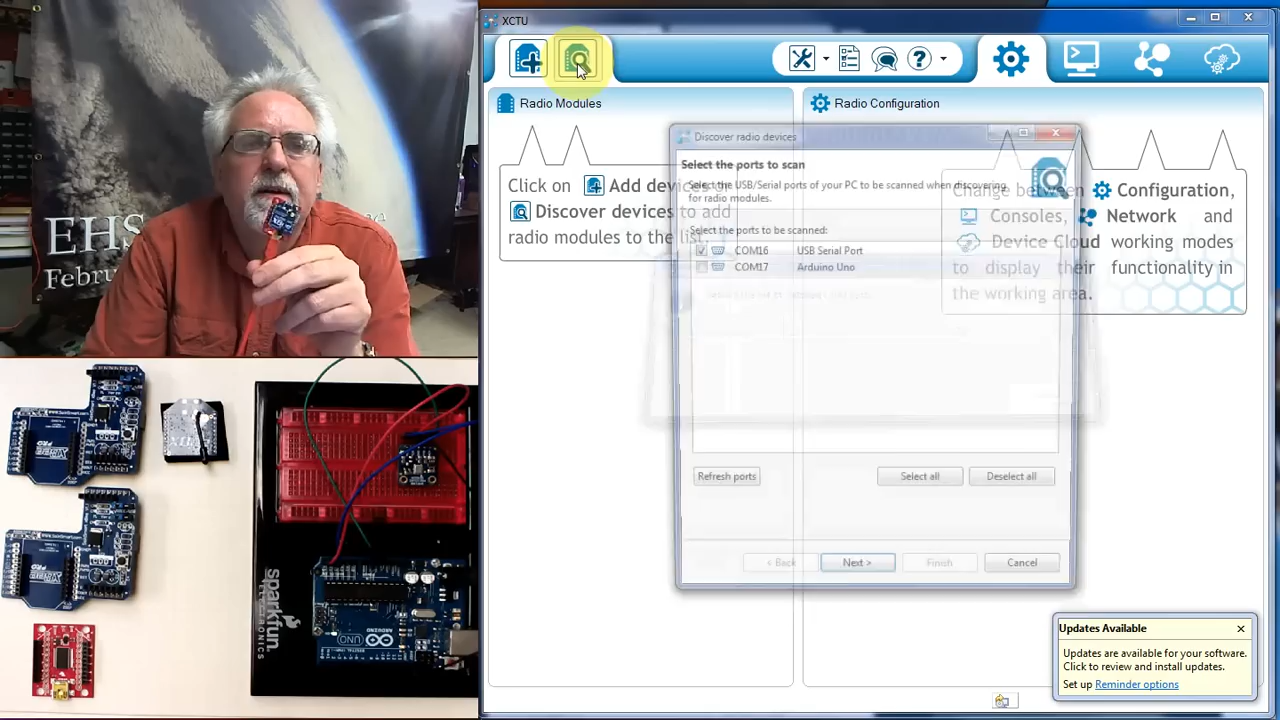 XCTU
Radio Modules
Radio Configuration
Click on Add devices or
Discover devices to add
radio modules to the list.
Discover radio devices
Select the ports to scan
Select the USB/Serial ports of your PC to be scanned when discovering
for radio modules.
Select the ports to be scanned:
COM16 USB Serial Port
COM17 Arduino Uno
Refresh ports
Select all
Deselect all
< Back
Next >
Finish
Cancel
Change between Configuration,
Consoles, Network and
Device Cloud working modes
to display their functionality in
the working area.
Updates Available
Updates are available for your software.
Click to review and install updates.
Set up Reminder options
EHS
Febru
sparkfun
ELECTRONICS
UNO
ARDUINO